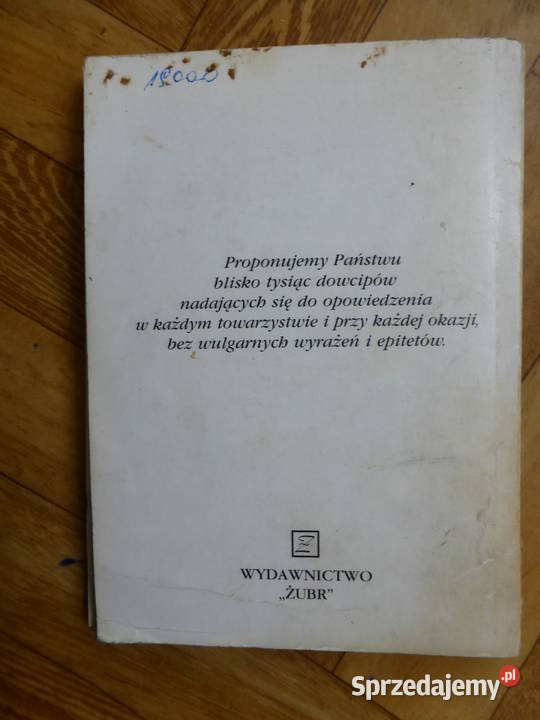 15000
Proponujemy Państwu
blisko tysiąc dowcipów
nadających się do opowiedzenia
w każdym towarzystwie i przy każdej okazji,
bez wulgarnych wyrażeń i epitetów.
WYDAWNICTWO
„ŻUBR”
Sprzedajemy.pl